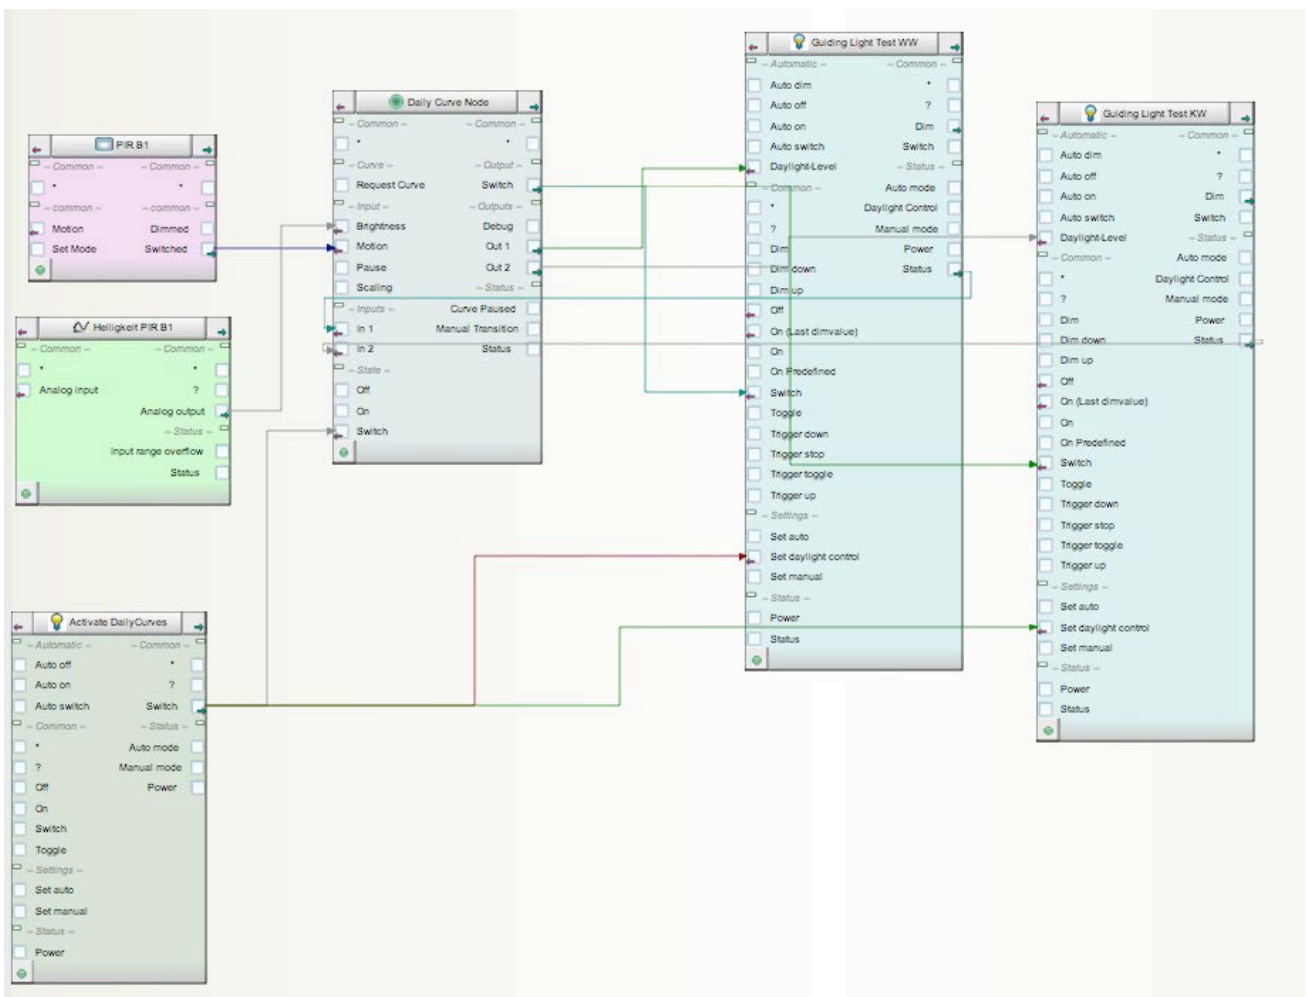 PIR B1
– Common – – Common –
* *
– common – – common –
Motion Dimmed
Set Mode Switched
Helligkeit PIR B1
– Common – – Common –
* *
Analog input ?
Analog output
– Status –
Input range overflow
Status
Activate DailyCurves
– Automatic – – Common –
Auto off *
Auto on ?
Auto switch Switch
– Common – – Status –
* Auto mode
? Manual mode
Off Power
On
Switch
Toggle
– Settings –
Set auto
Set manual
– Status –
Power
Daily Curve Node
– Common – – Common –
* *
– Curve – – Output –
Request Curve Switch
– Input – – Outputs –
Brightness Debug
Motion Out 1
Pause Out 2
Scaling – Status –
– Inputs – Curve Paused
In 1 Manual Transition
In 2 Status
– State –
Off
On
Switch
Guiding Light Test WW
– Automatic – – Common –
Auto dim *
Auto off ?
Auto on Dim
Auto switch Switch
Daylight-Level – Status –
– Common – Auto mode
* Daylight Control
? Manual mode
Dim Power
Dim down Status
Dim up
Off
On (Last dimvalue)
On
On Predefined
Switch
Toggle
Trigger down
Trigger stop
Trigger toggle
Trigger up
– Settings –
Set auto
Set daylight control
Set manual
– Status –
Power
Status
Guiding Light Test KW
– Automatic – – Common –
Auto dim *
Auto off ?
Auto on Dim
Auto switch Switch
Daylight-Level – Status –
– Common – Auto mode
* Daylight Control
? Manual mode
Dim Power
Dim down Status
Dim up
Off
On (Last dimvalue)
On
On Predefined
Switch
Toggle
Trigger down
Trigger stop
Trigger toggle
Trigger up
– Settings –
Set auto
Set daylight control
Set manual
– Status –
Power
Status